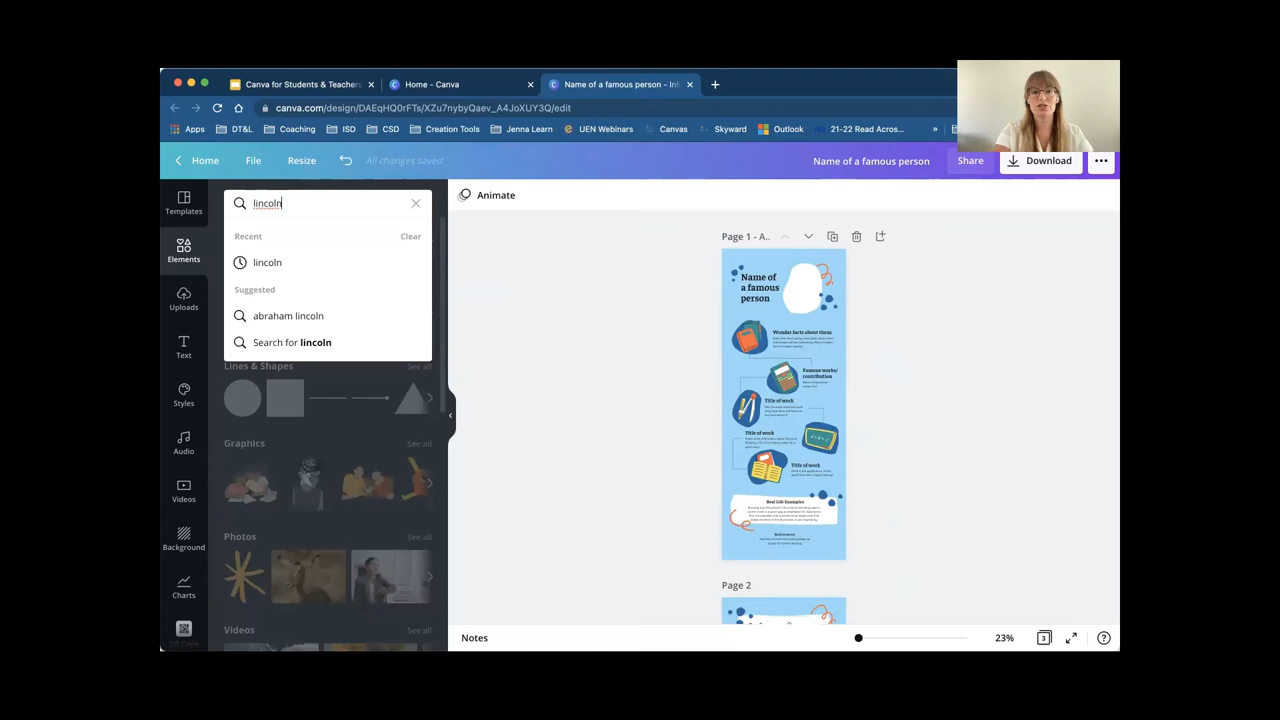 Canva for Students & Teachers
Home - Canva
Name of a famous person - Inf
canva.com/design/DAEqHQ0rFTs/XZu7nybyQaev_A4JoXUY3Q/edit
Apps
DT&L
Coaching
ISD
CSD
Creation Tools
Jenna Learn
UEN Webinars
Canvas
Skyward
Outlook
21-22 Read Acros...
»
Home
File
Resize
All changes saved
Name of a famous person
Share
Download
Templates
Elements
Uploads
Text
Styles
Audio
Videos
Background
Charts
QR Code
lincoln
Recent
Clear
lincoln
Suggested
abraham lincoln
Search for lincoln
Lines & Shapes
See all
Graphics
See all
Photos
See all
Videos
See all
Animate
Page 1 - A..
Name of
a famous
person
Wonder facts about them
Famous works/
contribution
Title of work
Title of work
Title of work
Real Life Examples
References
Page 2
Notes
23%
3
?